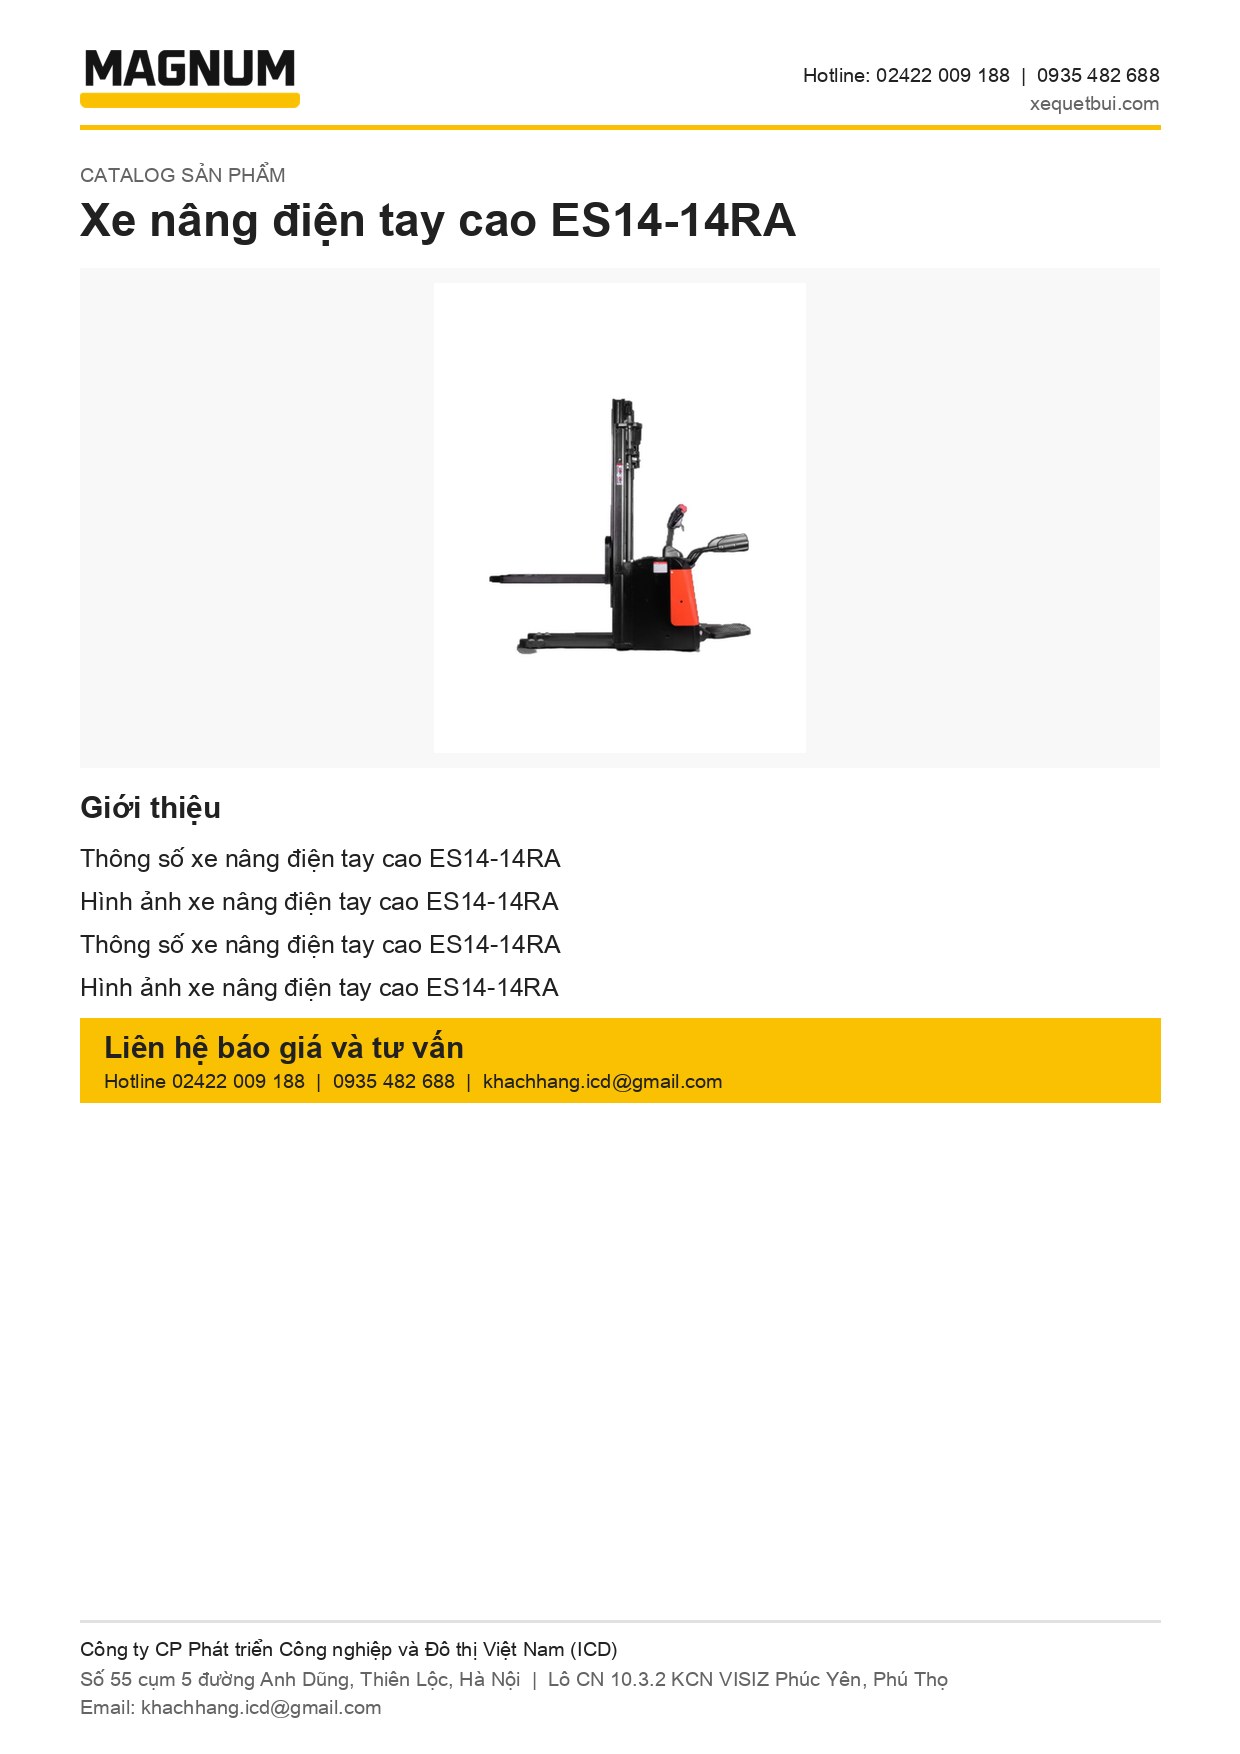 MAGNUM
Hotline: 02422 009 188 | 0935 482 688
xequetbui.com
CATALOG SẢN PHẨM
Xe nâng điện tay cao ES14-14RA
Giới thiệu
Thông số xe nâng điện tay cao ES14-14RA
Hình ảnh xe nâng điện tay cao ES14-14RA
Thông số xe nâng điện tay cao ES14-14RA
Hình ảnh xe nâng điện tay cao ES14-14RA
Liên hệ báo giá và tư vấn
Hotline 02422 009 188 | 0935 482 688 | khachhang.icd@gmail.com
Công ty CP Phát triển Công nghiệp và Đô thị Việt Nam (ICD)
Số 55 cụm 5 đường Anh Dũng, Thiên Lộc, Hà Nội | Lô CN 10.3.2 KCN VISIZ Phúc Yên, Phú Thọ
Email: khachhang.icd@gmail.com